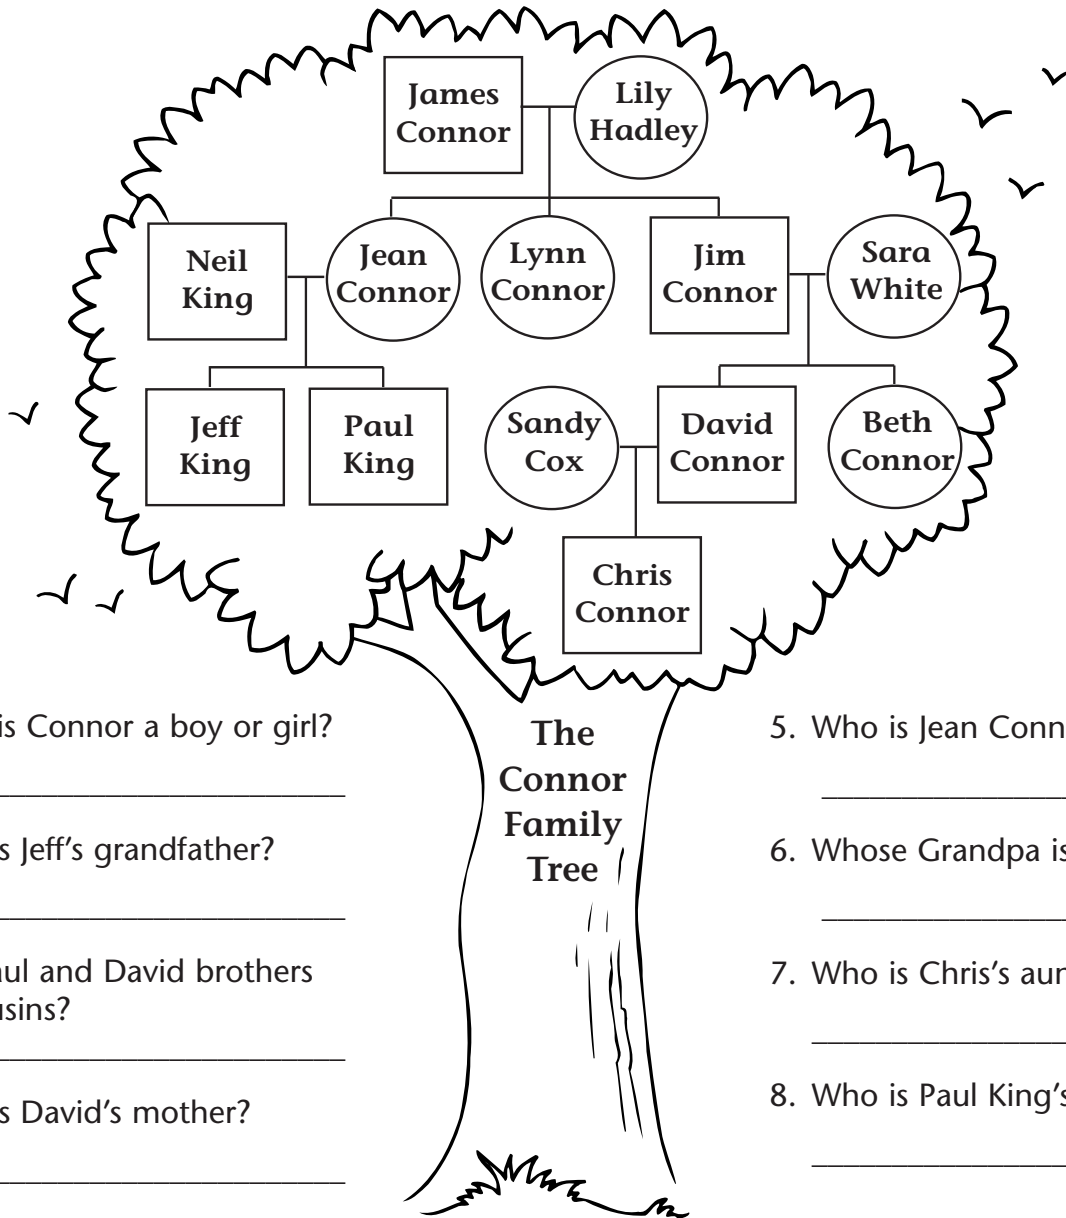 James
Connor
Lily
Hadley
Neil
King
Jean
Connor
Lynn
Connor
Jim
Connor
Sara
White
Jeff
King
Paul
King
Sandy
Cox
David
Connor
Beth
Connor
Chris
Connor
The
Connor
Family
Tree
is Connor a boy or girl?
s Jeff's grandfather?
aul and David brothers
usins?
s David's mother?
5. Who is Jean Conn
6. Whose Grandpa is
7. Who is Chris's aun
8. Who is Paul King's